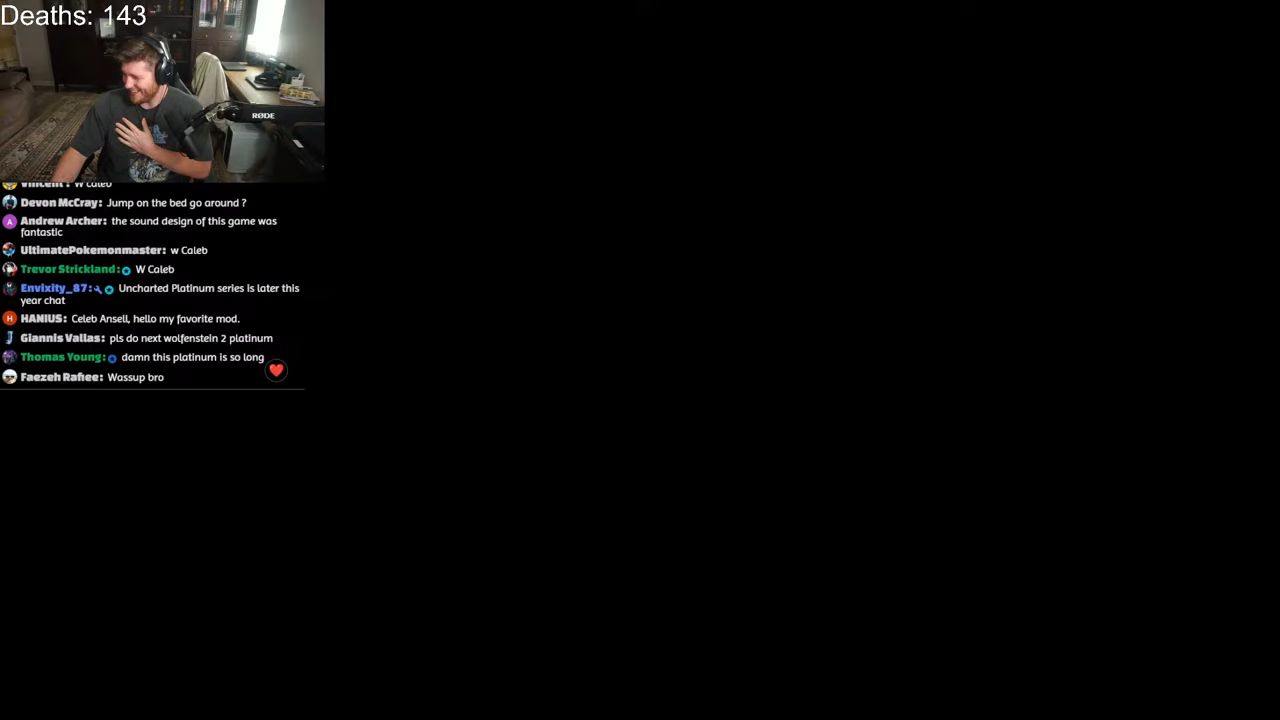 Deaths: 143
RØDE
Vincent : W caleb
Devon McCray: Jump on the bed go around ?
Andrew Archer: the sound design of this game was
fantastic
UltimatePokemonmaster: w Caleb
Trevor Strickland: W Caleb
Envixity_87: Uncharted Platinum series is later this
year chat
HANIUS: Celeb Ansell, hello my favorite mod.
Giannis Vallas: pls do next wolfenstein 2 platinum
Thomas Young: damn this platinum is so long
Faezeh Rafiee: Wassup bro